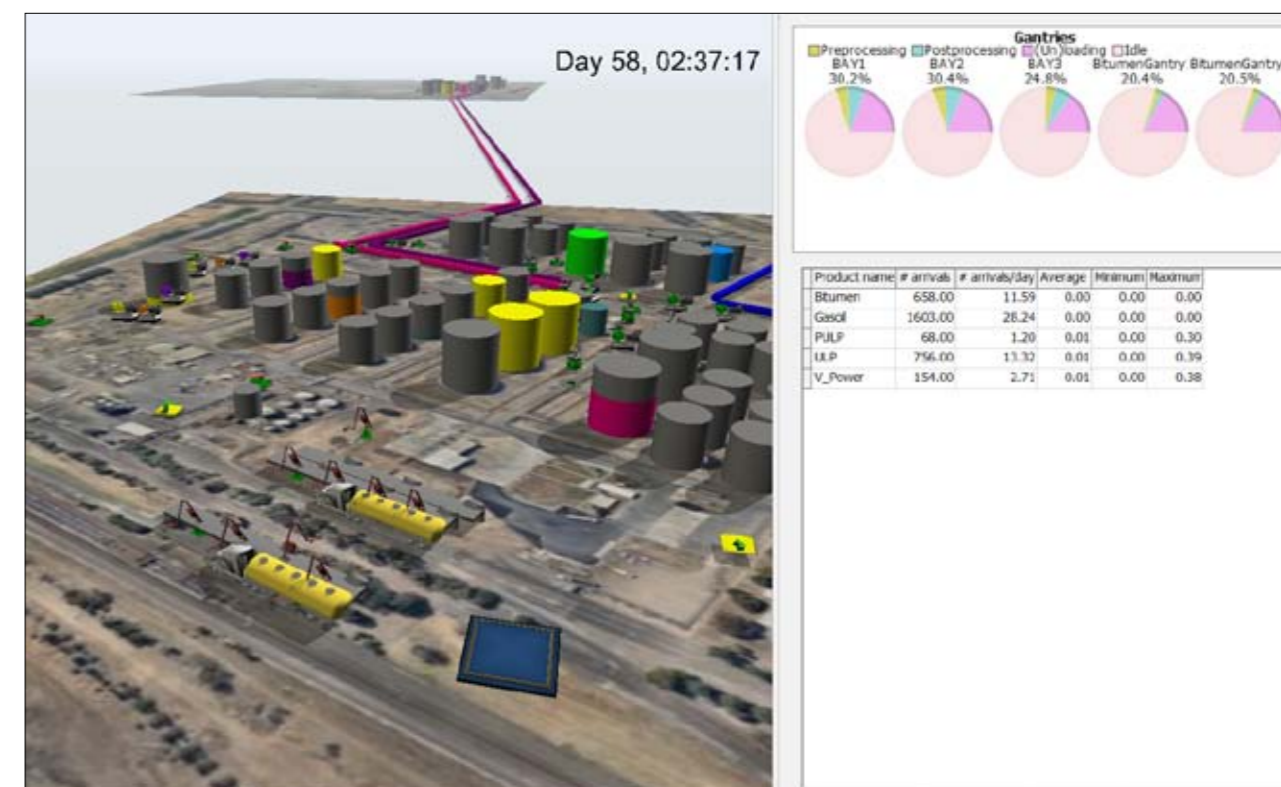 Day 58, 02:37:17
Gantries
Preprocessing Postprocessing (Un)loading Idle
BAY1 BAY2 BAY3 BitumenGantry BitumenGantry
30.2% 30.4% 24.8% 20.4% 20.5%
Product name # arrivals # arrivals/day Average Minimum Maximum
Bitumen 658.00 11.59 0.00 0.00 0.00
Gasoil 1603.00 28.24 0.00 0.00 0.00
PULP 68.00 1.20 0.01 0.00 0.30
ULP 756.00 13.32 0.01 0.00 0.39
V_Power 154.00 2.71 0.01 0.00 0.38